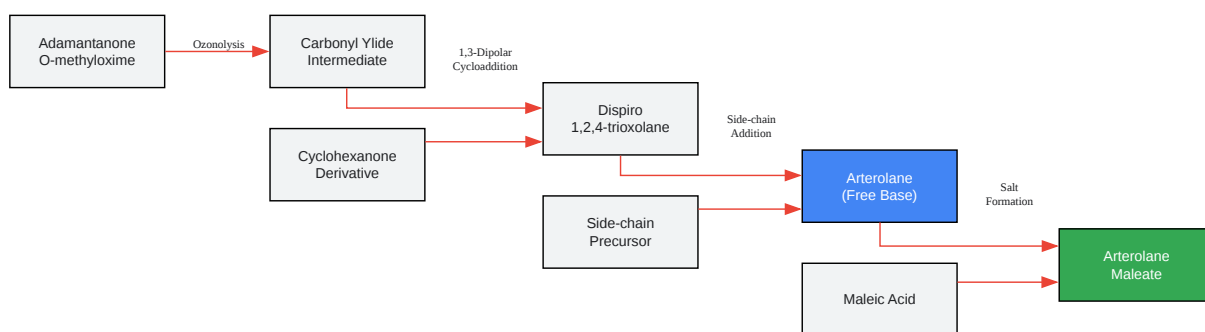 Adamantanone
O-methyloxime
Ozonolysis
Carbonyl Ylide
Intermediate
1,3-Dipolar
Cycloaddition
Cyclohexanone
Derivative
Dispiro
1,2,4-trioxolane
Side-chain
Addition
Side-chain
Precursor
Arterolane
(Free Base)
Salt
Formation
Maleic Acid
Arterolane
Maleate